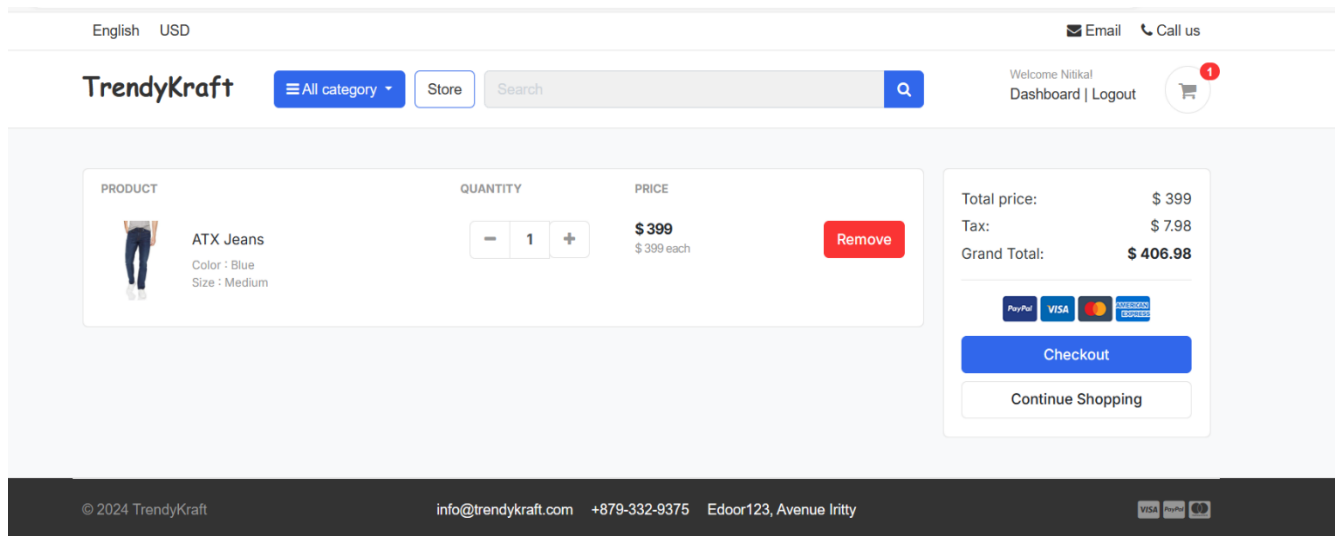 English USD Email Call us
TrendyKraft All category Store Search Welcome Nitika!
Dashboard | Logout 1
PRODUCT QUANTITY PRICE
ATX Jeans
Color : Blue
Size : Medium
1
$ 399
$ 399 each
Remove
Total price: $ 399
Tax: $ 7.98
Grand Total: $ 406.98
PayPal VISA AMERICAN EXPRESS
Checkout
Continue Shopping
© 2024 TrendyKraft info@trendykraft.com +879-332-9375 Edoor123, Avenue Iritty VISA PayPal